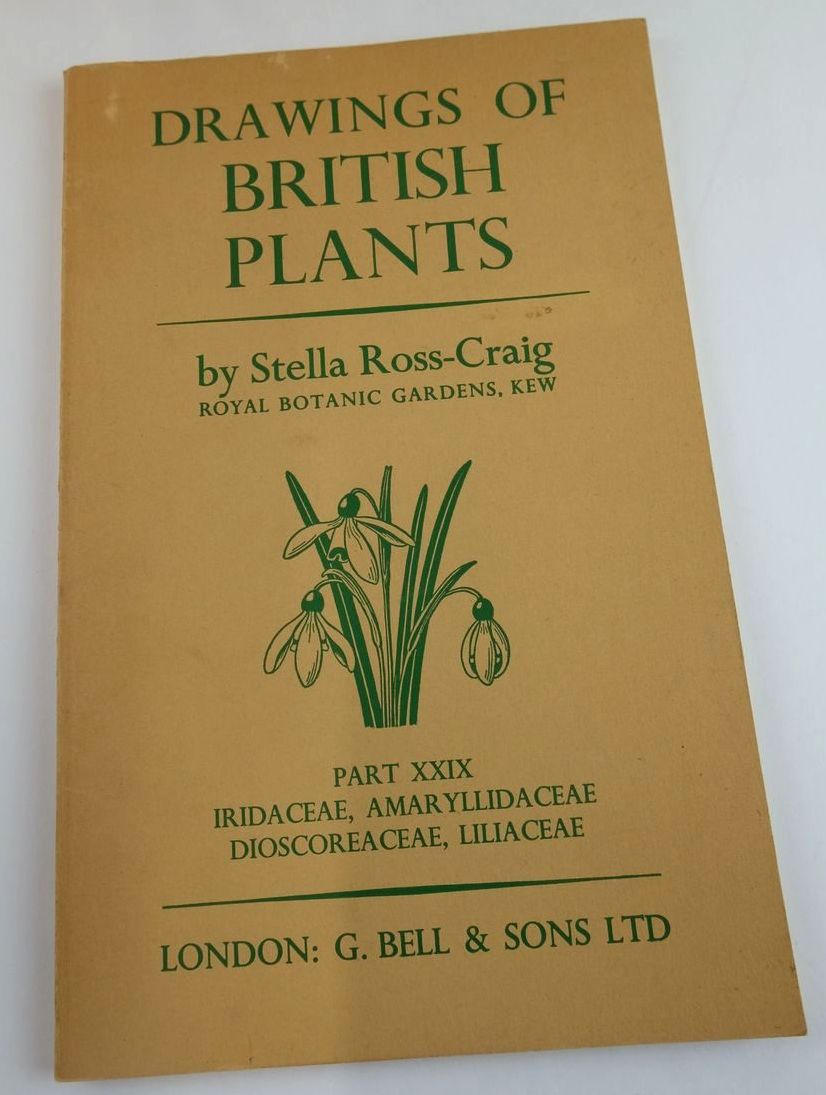 DRAWINGS OF
BRITISH
PLANTS
by Stella Ross-Craig
ROYAL BOTANIC GARDENS, KEW
PART XXIX
IRIDACEAE, AMARYLLIDACEAE
DIOSCOREACEAE, LILIACEAE
LONDON: G. BELL & SONS LTD